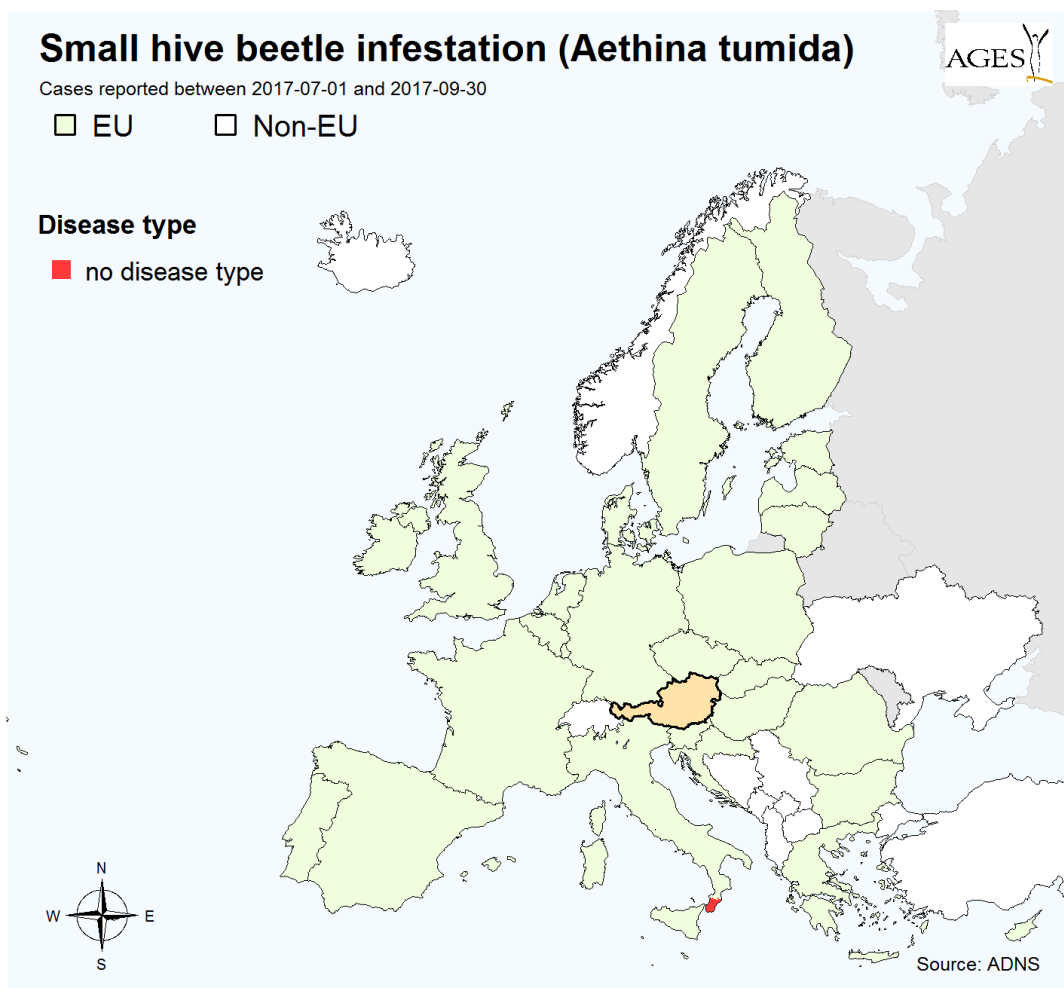 Small hive beetle infestation (Aethina tumida)
AGES
Cases reported between 2017-07-01 and 2017-09-30
EU Non-EU
Disease type
no disease type
N
W E
S
Source: ADNS